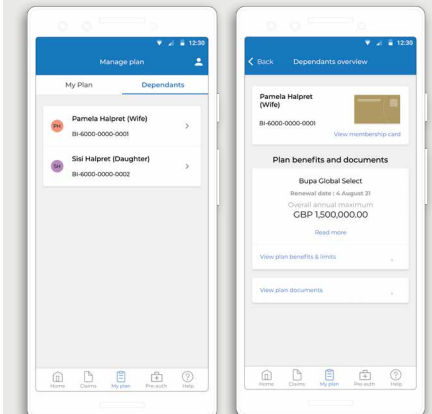 12:30
Manage plan
My Plan
Dependants
PH
Pamela Halpret (Wife)
BI-6000-0000-0001
SH
Sisi Halpret (Daughter)
BI-6000-0000-0002
Home
Claims
My plan
Pre auth
Help
12:30
Back
Dependants overview
Pamela Halpret
(Wife)
BI-6000-0000-0001
View membership card
Plan benefits and documents
Bupa Global Select
Renewal date : 4 August 21
Overall annual maximum
GBP 1,500,000.00
Read more
View plan benefits & limits
View plan documents
Home
Claims
My plan
Pre auth
Help